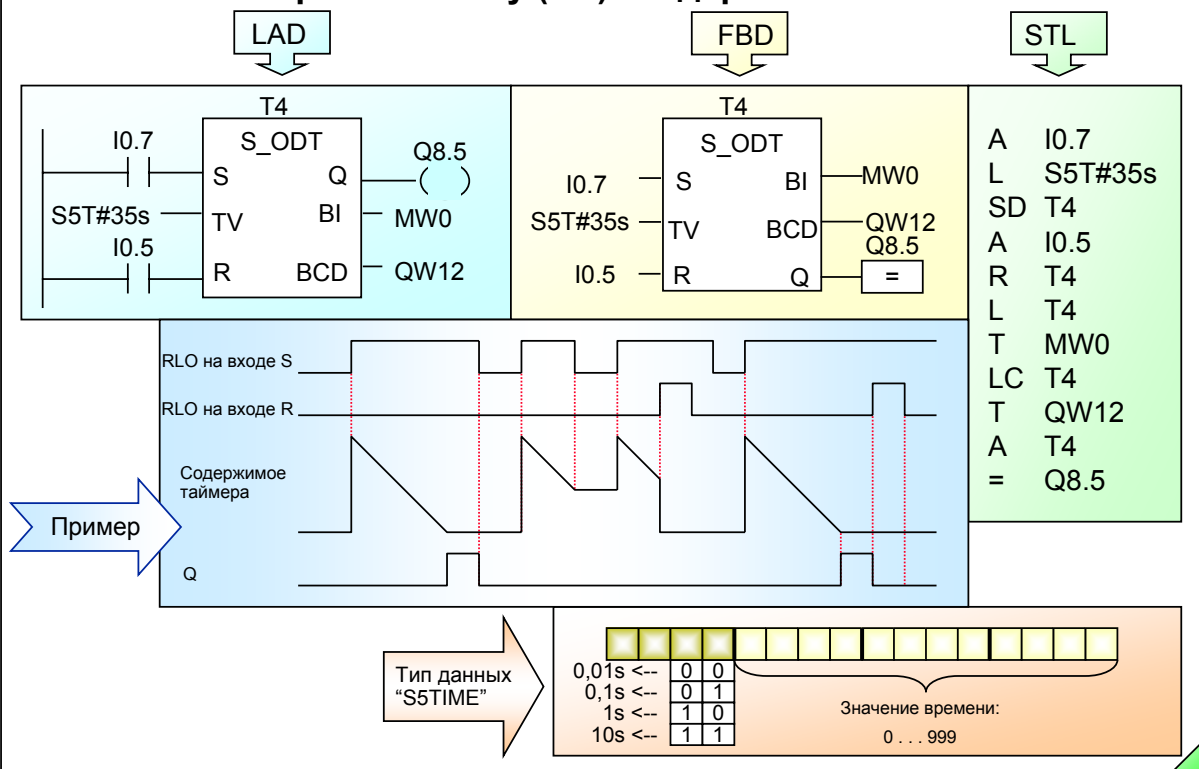 LAD
FBD
STL
T4
I0.7
S_ODT
Q8.5
S
Q
S5T#35s
TV
BI
MW0
I0.5
R
BCD
QW12
T4
S_ODT
I0.7
S
BI
MW0
S5T#35s
TV
BCD
QW12
Q8.5
I0.5
R
Q
=
A I0.7
L S5T#35s
SD T4
A I0.5
R T4
L T4
T MW0
LC T4
T QW12
A T4
= Q8.5
RLO на входе S
RLO на входе R
Содержимое
таймера
Q
Пример
Тип данных
“S5TIME”
0,01s <-- 0 0
0,1s <-- 0 1
1s <-- 1 0
10s <-- 1 1
Значение времени:
0 . . . 999